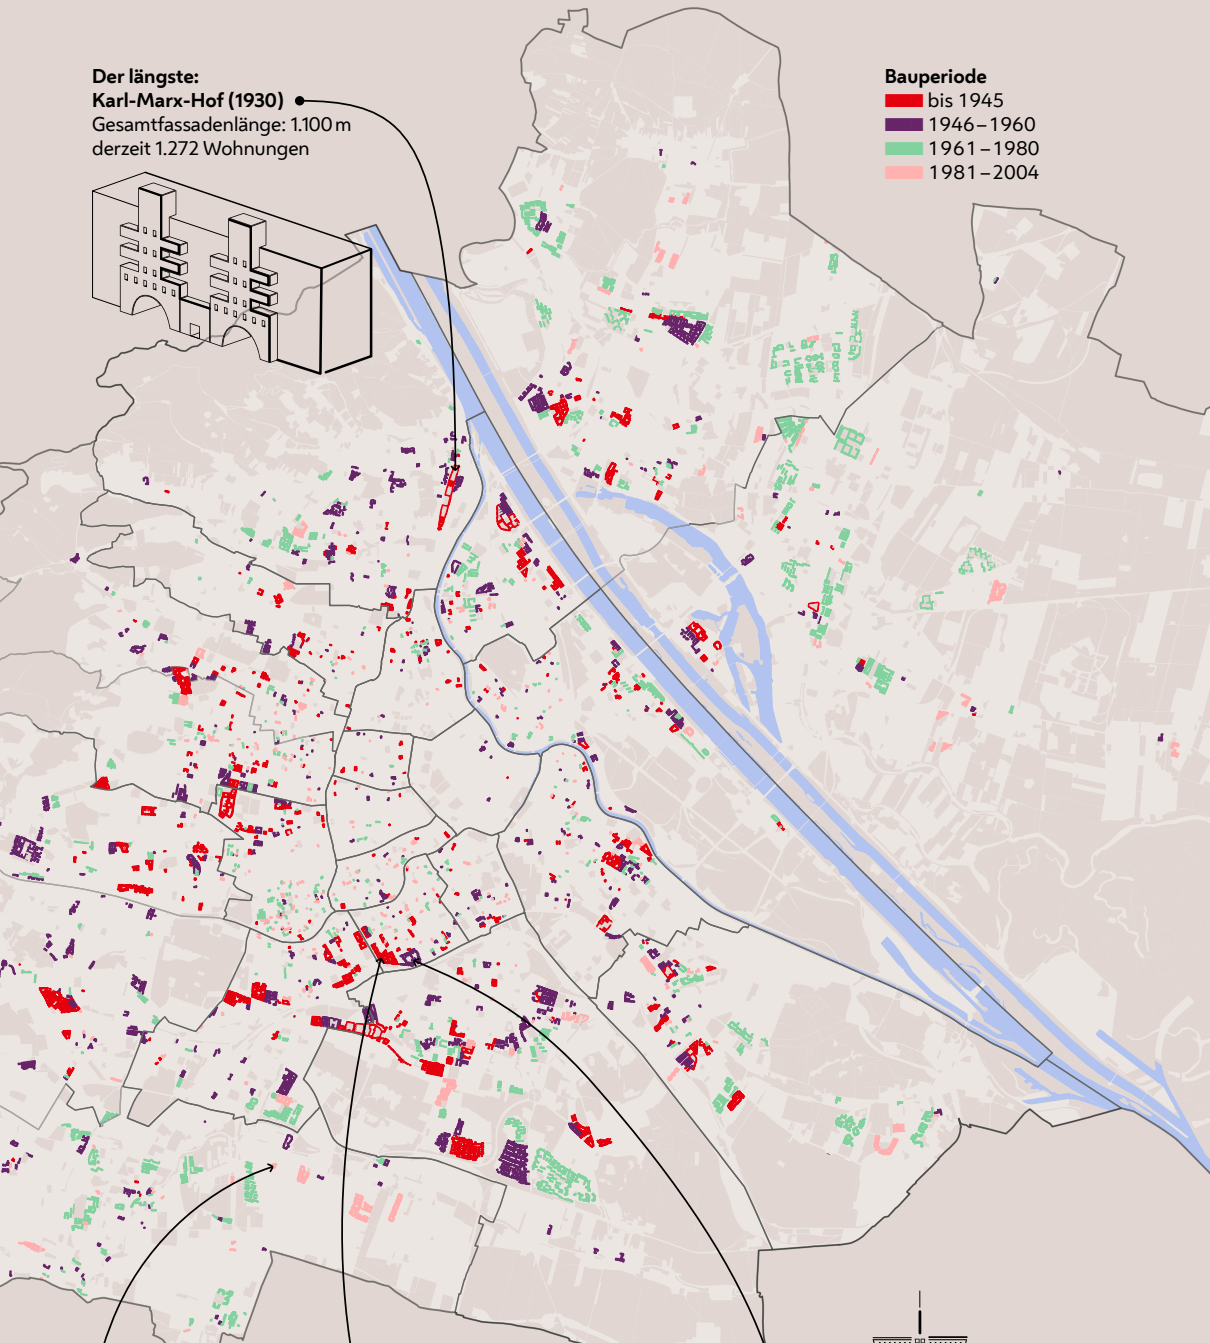 Der längste:
Karl-Marx-Hof (1930)
Gesamtfassadenlänge: 1.100 m
derzeit 1.272 Wohnungen
Bauperiode
bis 1945
1946–1960
1961–1980
1981–2004